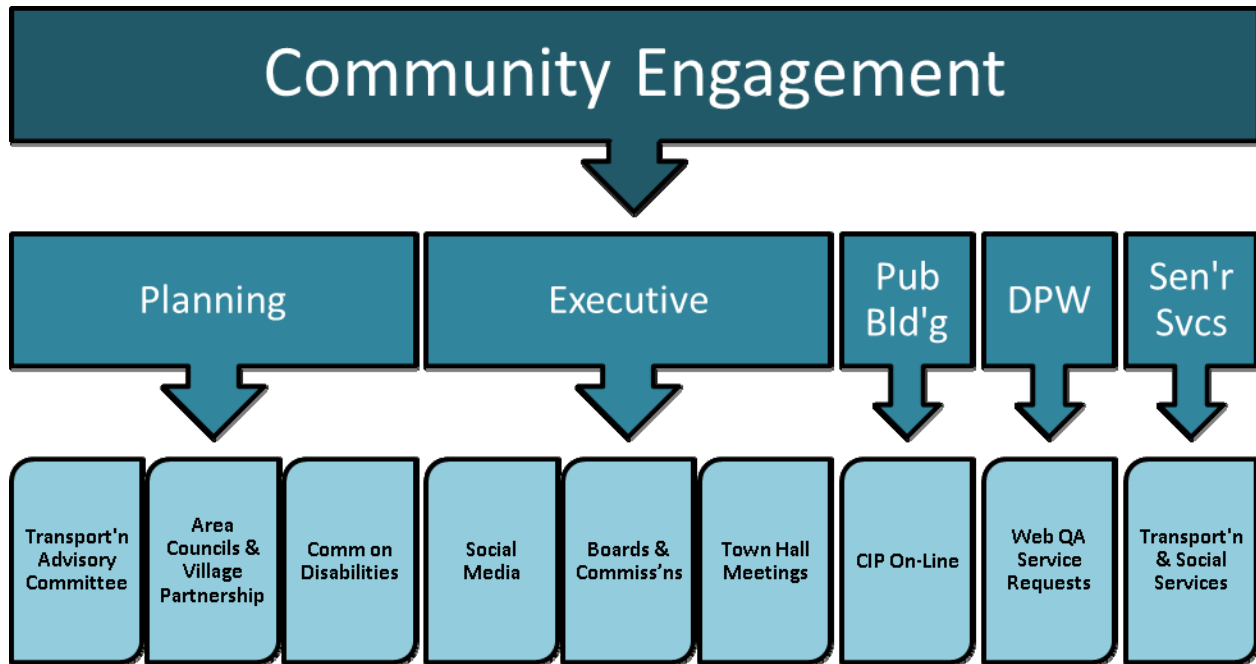 Community Engagement
Planning
Executive
Pub
Bld'g
DPW
Sen'r
Svcs
Transport'n
Advisory
Committee
Area
Councils &
Village
Partnership
Comm on
Disabilities
Social
Media
Boards &
Commiss’ns
Town Hall
Meetings
CIP On-Line
Web QA
Service
Requests
Transport'n
& Social
Services